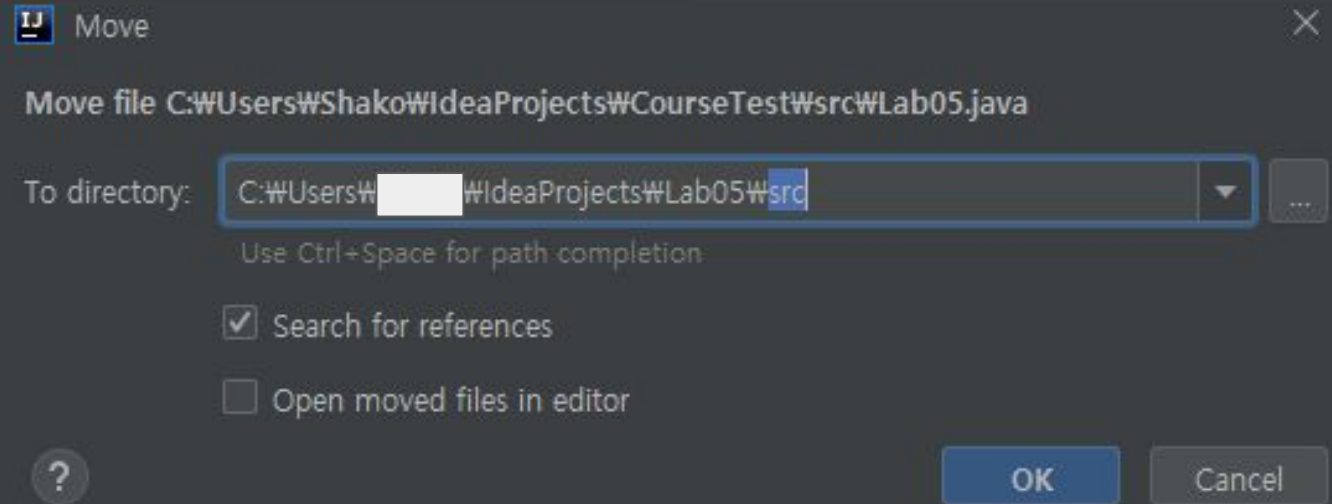 IJ Move
Move file C:₩Users₩Shako₩IdeaProjects₩CourseTest₩src₩Lab05.java
To directory: C:₩Users₩ ₩IdeaProjects₩Lab05₩src ...
Use Ctrl+Space for path completion
Search for references
Open moved files in editor
? OK Cancel